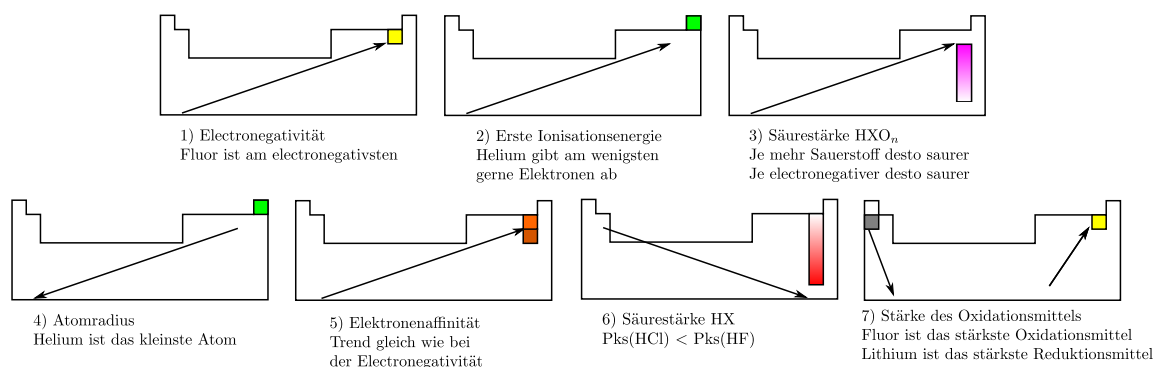 1) Electronegativität
Fluor ist am electronegativsten
2) Erste Ionisationsenergie
Helium gibt am wenigsten
gerne Elektronen ab
3) Säurestärke HXOₙ
Je mehr Sauerstoff desto saurer
Je electronegativer desto saurer
4) Atomradius
Helium ist das kleinste Atom
5) Elektronenaffinität
Trend gleich wie bei
der Electronegativität
6) Säurestärke HX
Pks(HCl) < Pks(HF)
7) Stärke des Oxidationsmittels
Fluor ist das stärkste Oxidationsmittel
Lithium ist das stärkste Reduktionsmittel